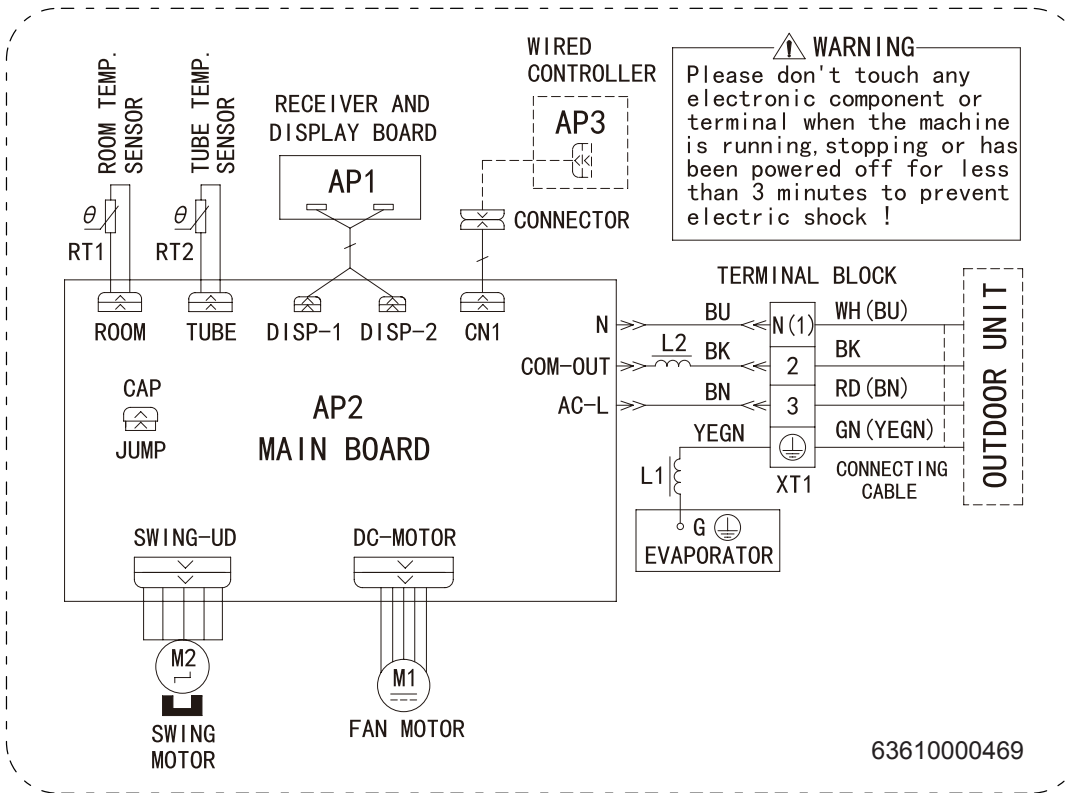 ROOM TEMP.
SENSOR
θ
RT1
TUBE TEMP.
SENSOR
θ
RT2
RECEIVER AND
DISPLAY BOARD
AP1
WIRED
CONTROLLER
AP3
CONNECTOR
WARNING
Please don't touch any
electronic component or
terminal when the machine
is running, stopping or has
been powered off for less
than 3 minutes to prevent
electric shock !
ROOM
TUBE
DISP-1
DISP-2
CN1
CAP
JUMP
AP2
MAIN BOARD
TERMINAL BLOCK
N
BU
N(1)
WH(BU)
COM-OUT
L2
BK
2
BK
AC-L
BN
3
RD(BN)
YEGN
GN(YEGN)
L1
XT1
CONNECTING
CABLE
OUTDOOR UNIT
G
EVAPORATOR
SWING-UD
DC-MOTOR
M2
SWING
MOTOR
M1
FAN MOTOR
63610000469